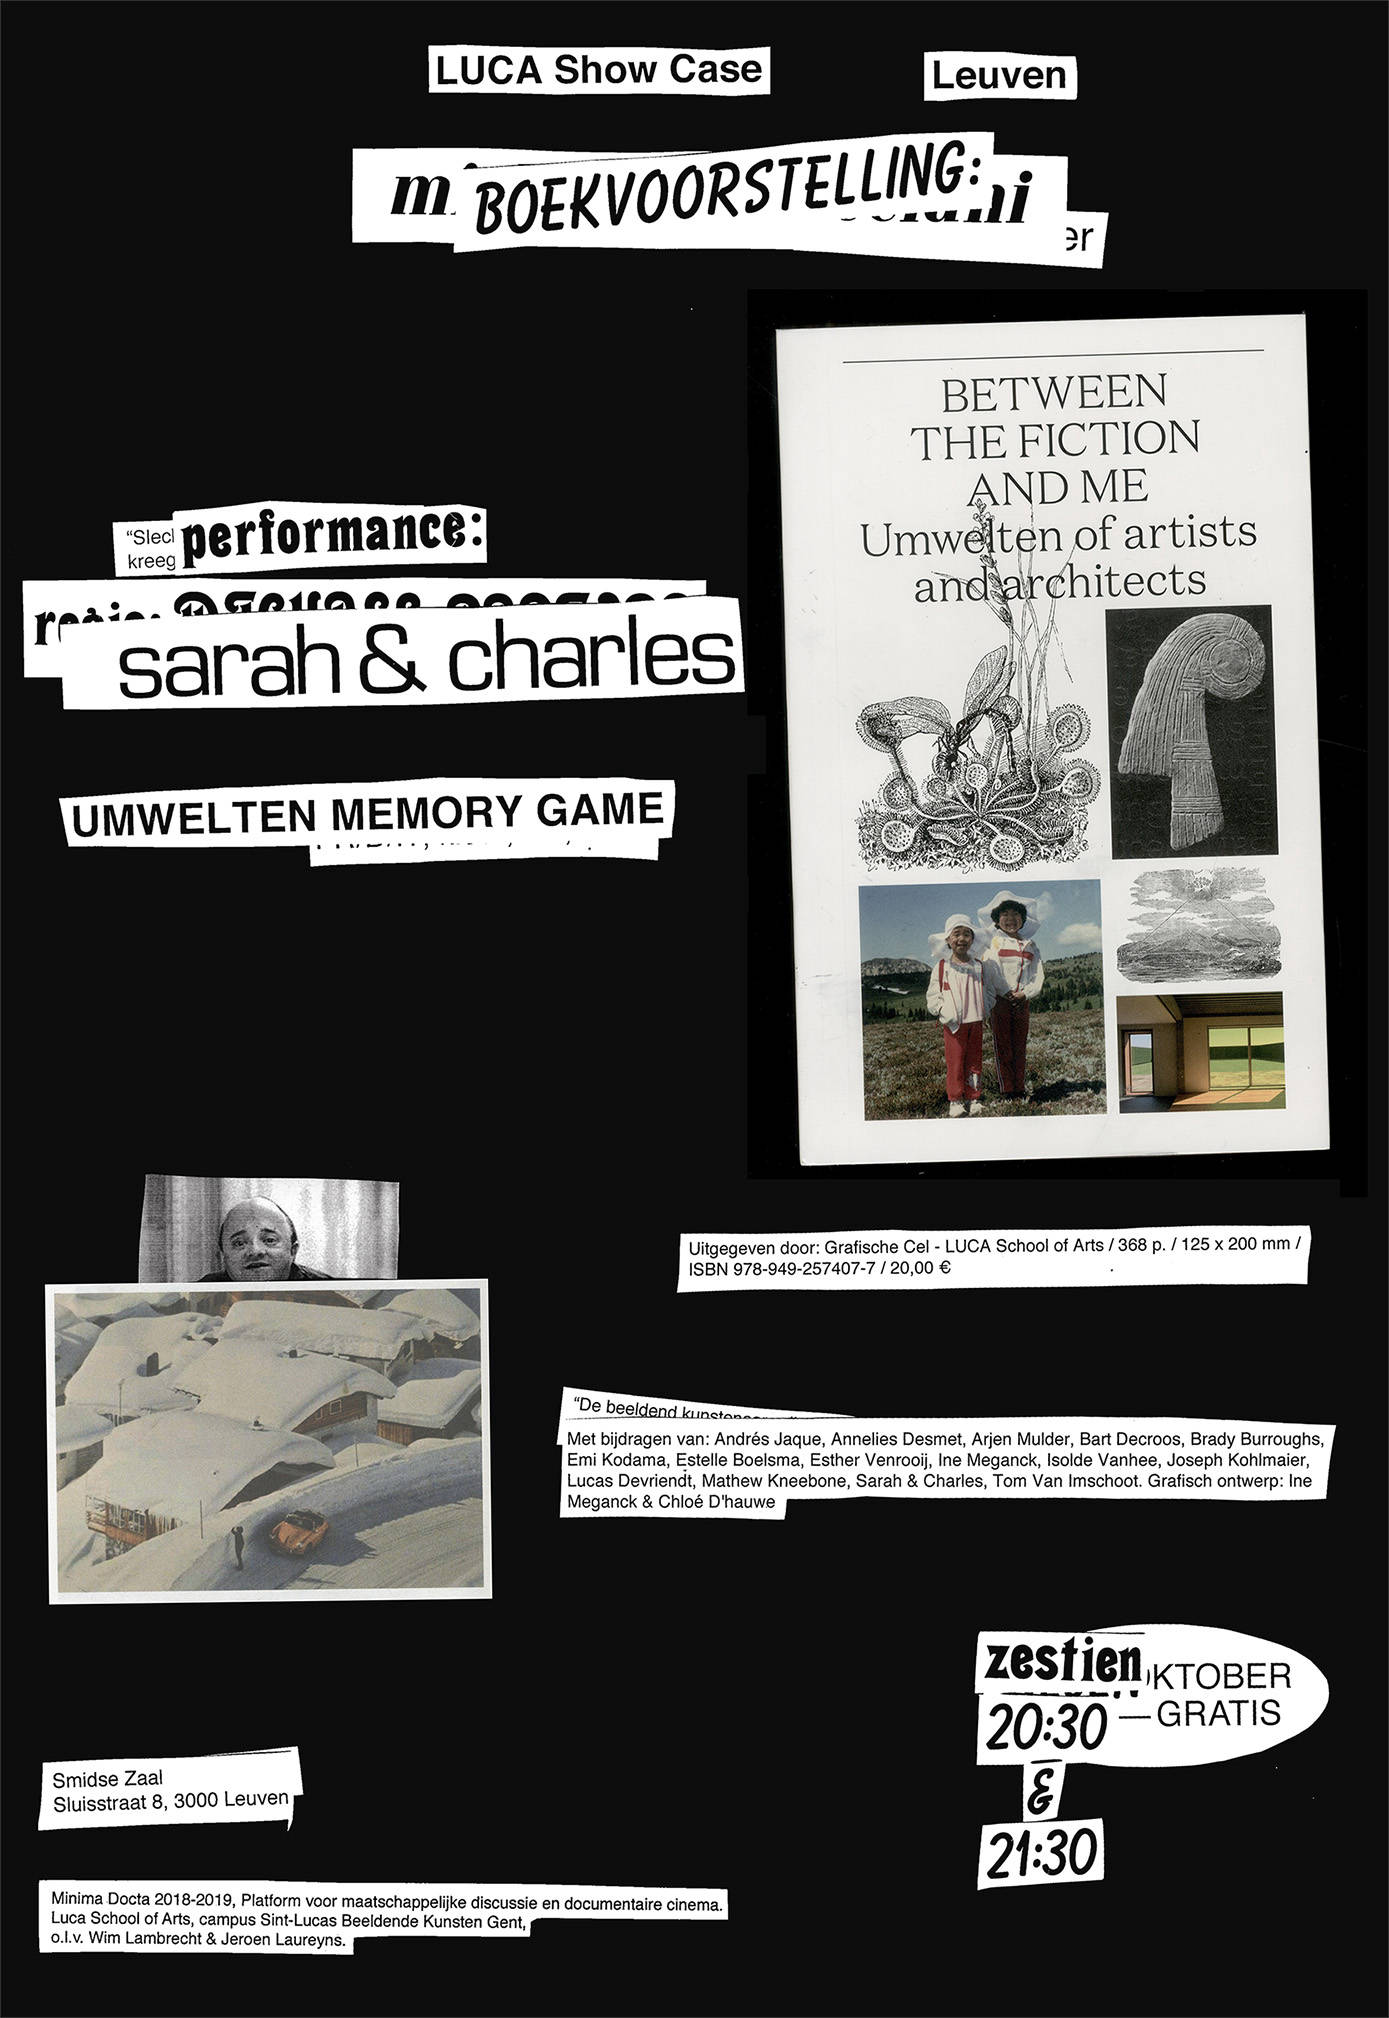 LUCA Show Case
Leuven
BOEKVOORSTELLING:
BETWEEN
THE FICTION
AND ME
Umwelten of artists
and architects
performance:
kreeg
regie:
sarah & charles
UMWELTEN MEMORY GAME
Uitgegeven door: Grafische Cel - LUCA School of Arts / 368 p. / 125 x 200 mm /
ISBN 978-949-257407-7 / 20,00 €
“De beeldend
Met bijdragen van: Andrés Jaque, Annelies Desmet, Arjen Mulder, Bart Decroos, Brady Burroughs,
Emi Kodama, Estelle Boelsma, Esther Venrooij, Ine Meganck, Isolde Vanhee, Joseph Kohlmaier,
Lucas Devriendt, Mathew Kneebone, Sarah & Charles, Tom Van Imschoot. Grafisch ontwerp: Ine
Meganck & Chloé D'hauwe
zestien
KTOBER
20:30 — GRATIS
&
21:30
Smidse Zaal
Sluisstraat 8, 3000 Leuven
Minima Docta 2018-2019, Platform voor maatschappelijke discussie en documentaire cinema.
Luca School of Arts, campus Sint-Lucas Beeldende Kunsten Gent,
o.l.v. Wim Lambrecht & Jeroen Laureyns.